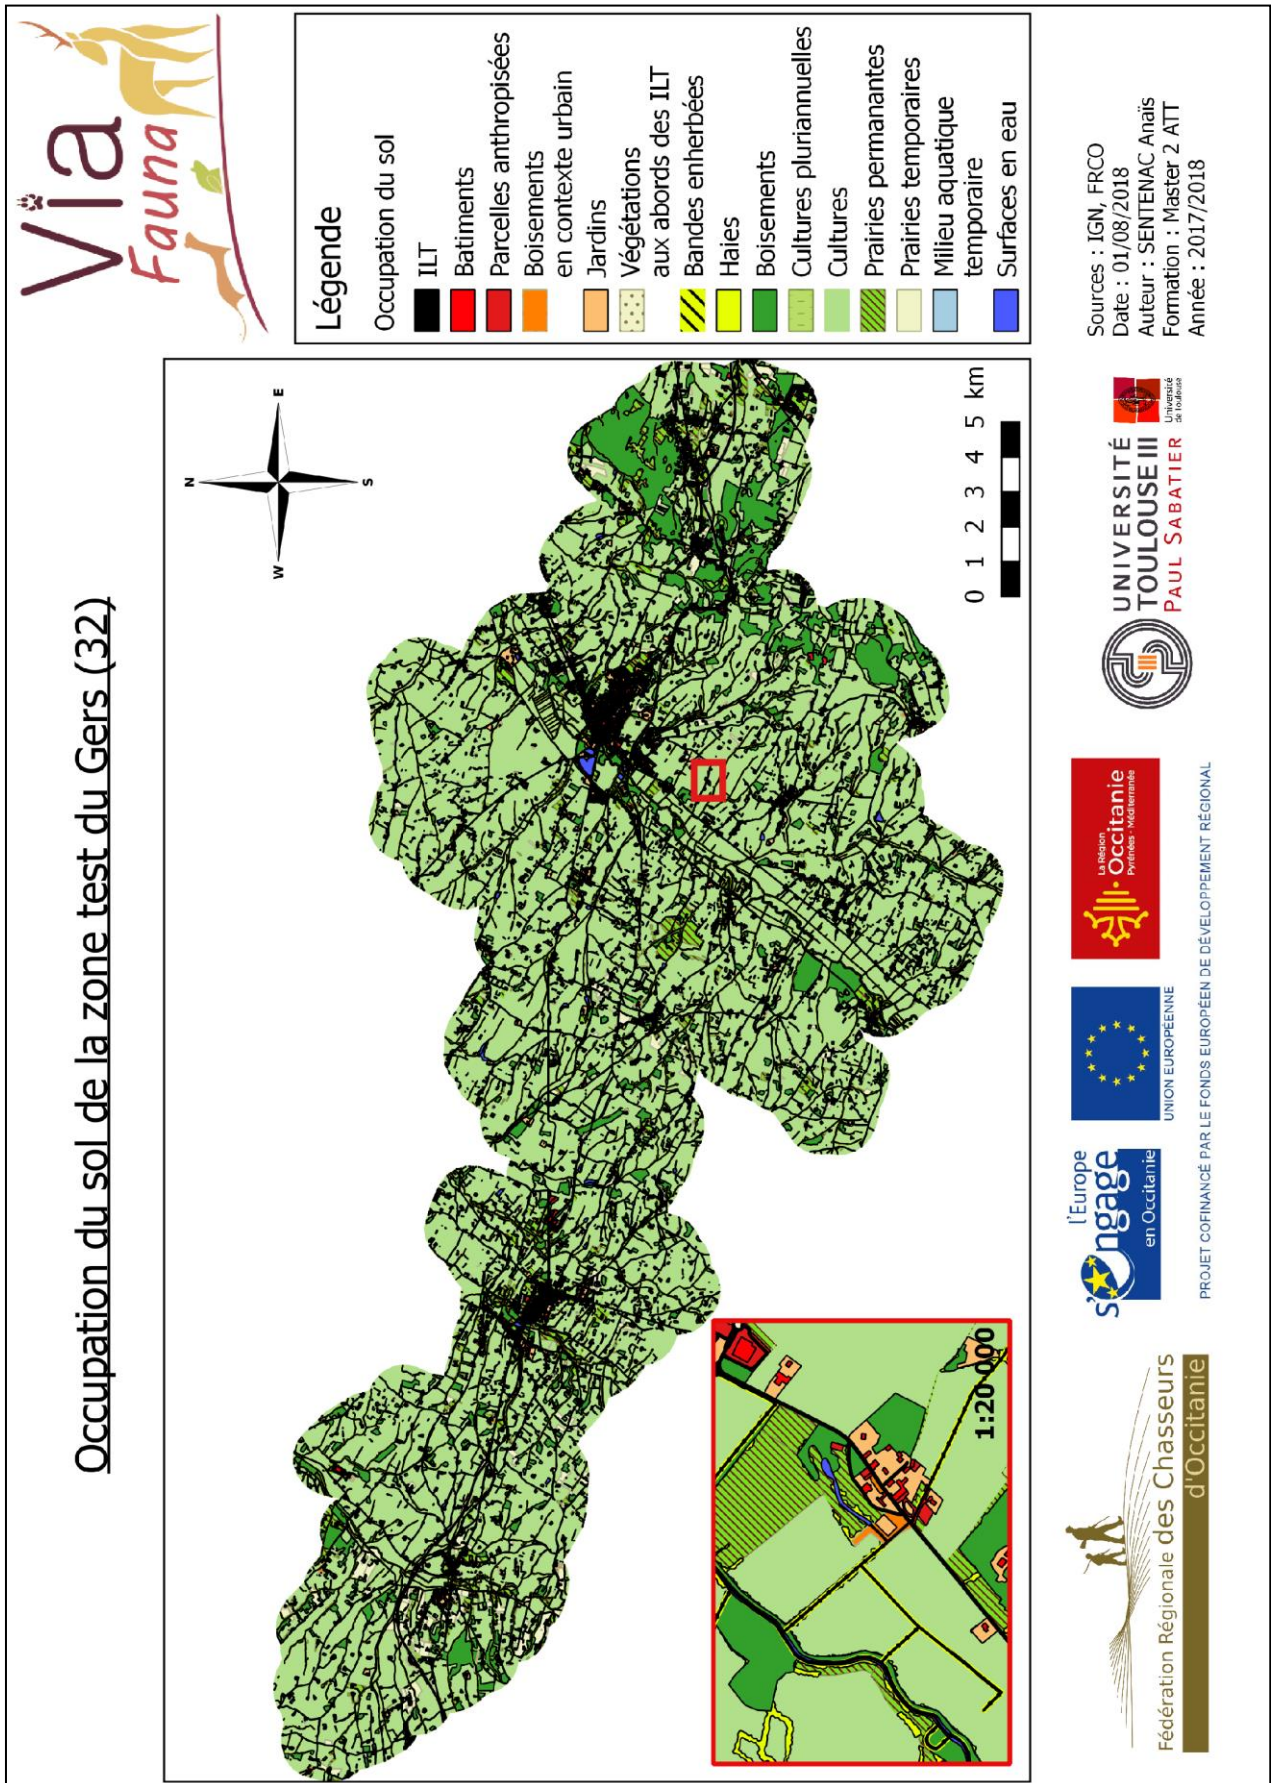 Occupation du sol de la zone test du Gers (32)
Via
Fauna
N
W
E
S
0 1 2 3 4 5 km
1:20 000
Légende
Occupation du sol
ILT
Batiments
Parcelles anthropisées
Boisements
en contexte urbain
Jardins
Végétations
aux abords des ILT
Bandes enherbées
Haies
Boisements
Cultures pluriannuelles
Cultures
Prairies permanantes
Prairies temporaires
Milieu aquatique
temporaire
Surfaces en eau
Fédération Régionale des Chasseurs
d'Occitanie
l'Europe
s'engage
en Occitanie
UNION EUROPÉENNE
La Région
Occitanie
Pyrénées - Méditerranée
PROJET COFINANCÉ PAR LE FONDS EUROPÉEN DE DÉVELOPPEMENT RÉGIONAL
UNIVERSITÉ
TOULOUSE III
PAUL SABATIER
Université
de Toulouse
Sources : IGN, FRCO
Date : 01/08/2018
Auteur : SENTENAC Anaïs
Formation : Master 2 ATT
Année : 2017/2018